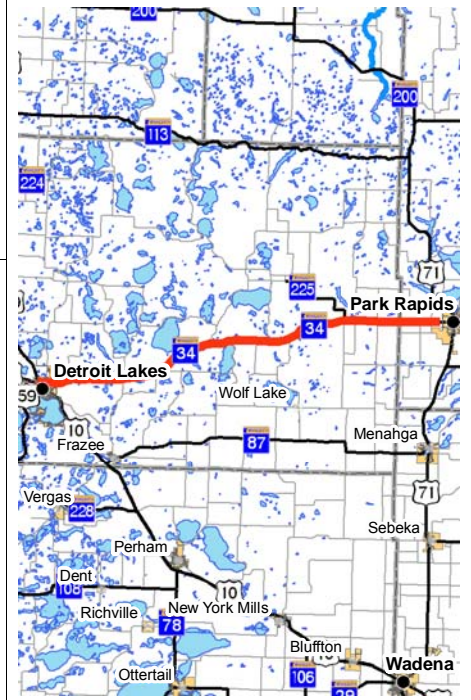 200
200
113
224
71
225
Park Rapids
34
34
Detroit Lakes
59
Wolf Lake
10
Frazee
87
Menahga
71
Vergas
228
Sebeka
Perham
Dent
108
10
Richville
New York Mills
78
Bluffton
Wadena
Ottertail
106
29